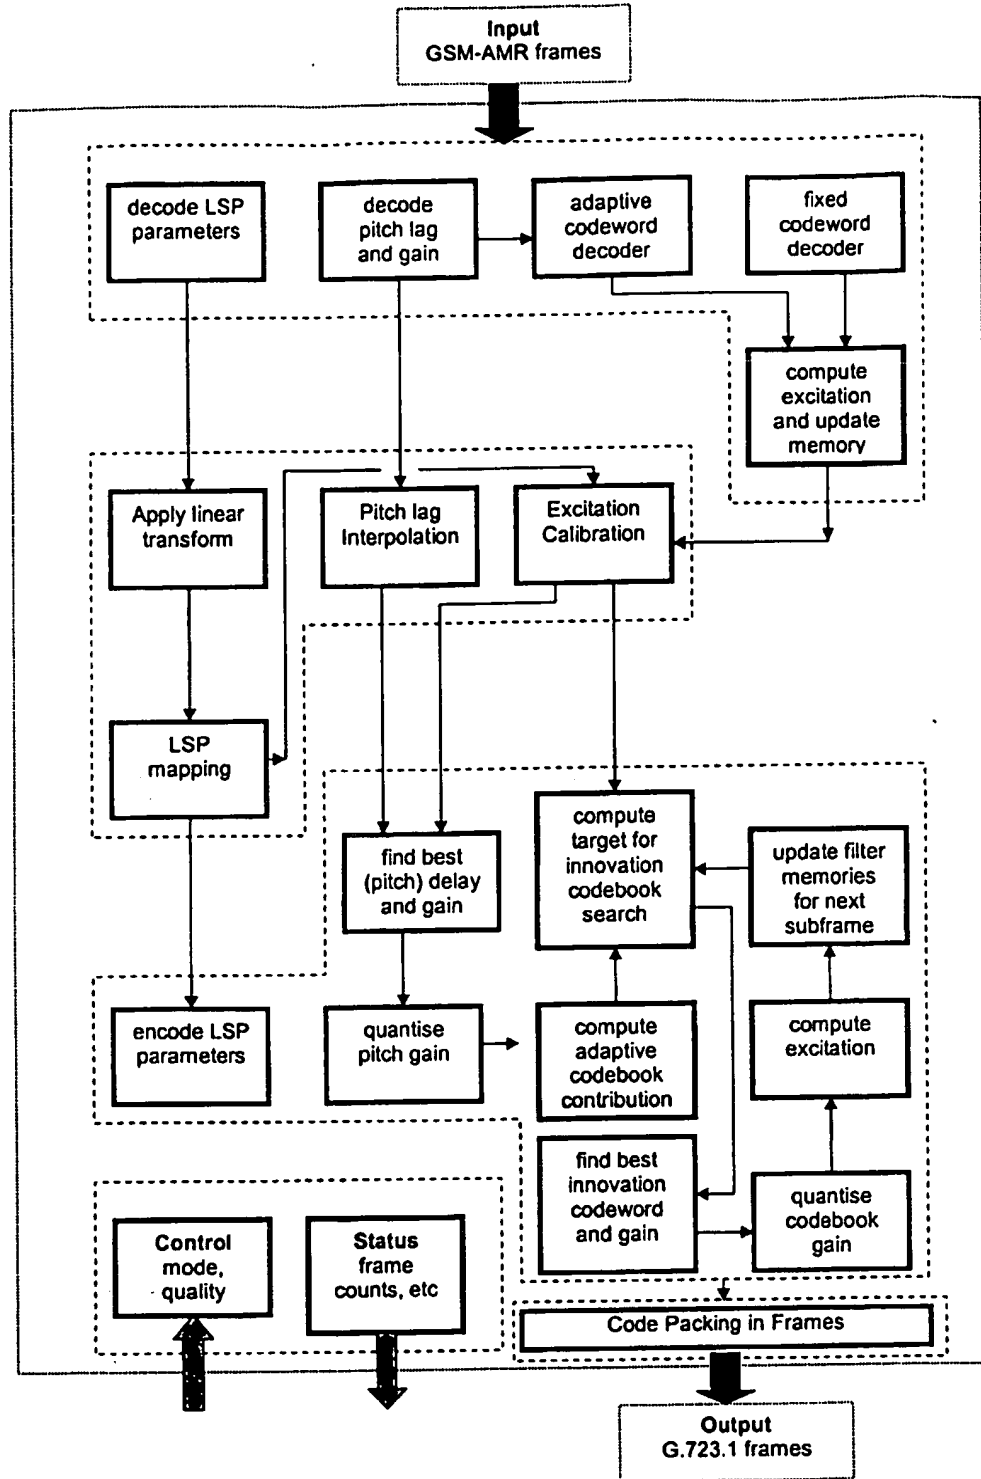 Input
GSM-AMR frames
decode LSP
parameters
decode
pitch lag
and gain
adaptive
codeword
decoder
fixed
codeword
decoder
compute
excitation
and update
memory
Apply linear
transform
Pitch lag
Interpolation
Excitation
Calibration
LSP
mapping
find best
(pitch) delay
and gain
compute
target for
innovation
codebook
search
update filter
memories
for next
subframe
encode LSP
parameters
quantise
pitch gain
compute
adaptive
codebook
contribution
compute
excitation
find best
innovation
codeword
and gain
quantise
codebook
gain
Control
mode,
quality
Status
frame
counts, etc
Code Packing in Frames
Output
G.723.1 frames